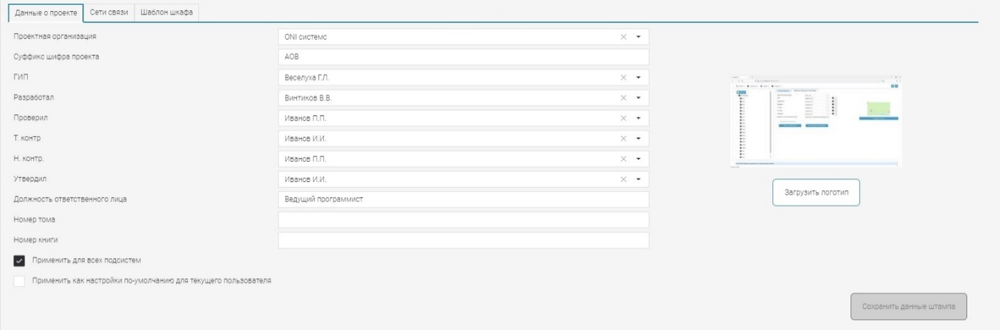 Данные о проекте Сети связи Шаблон шкафа
Проектная организация ONI системс
Суффикс шифра проекта АОВ
ГИП Веселуха Г.Л.
Разработал Винтиков В.В.
Проверил Иванов П.П.
Т. контр Иванов И.И.
Н. контр. Иванов П.П.
Утвердил Иванов И.И.
Должность ответственного лица Ведущий программист
Загрузить логотип
Номер тома
Номер книги
Применить для всех подсистем
Применить как настройки по-умолчанию для текущего пользователя
Сохранить данные штампа